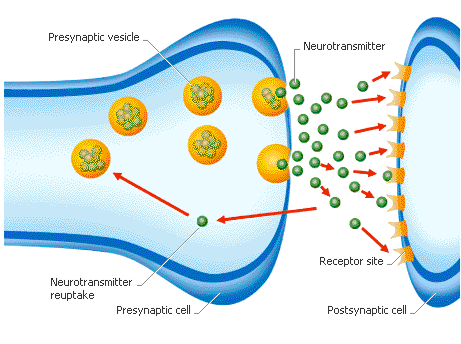 Presynaptic vesicle
Neurotransmitter
Receptor site
Neurotransmitter
reuptake
Presynaptic cell
Postsynaptic cell